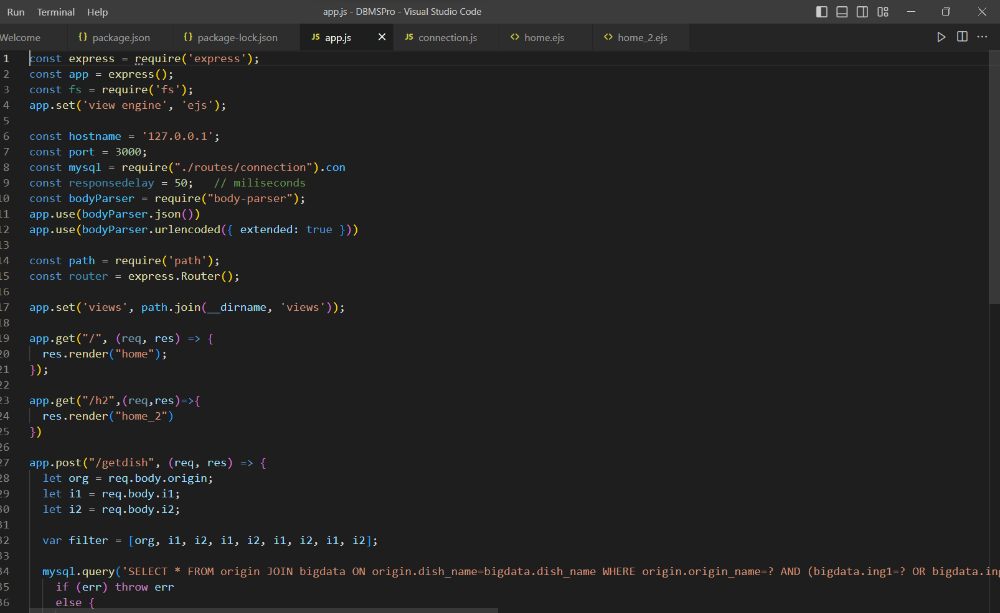 Run Terminal Help app.js - DBMSPro - Visual Studio Code
Welcome {} package.json {} package-lock.json JS app.js JS connection.js <> home.ejs <> home_2.ejs
1 const express = require('express');
2 const app = express();
3 const fs = require('fs');
4 app.set('view engine', 'ejs');
5
6 const hostname = '127.0.0.1';
7 const port = 3000;
8 const mysql = require("./routes/connection").con
9 const responsedelay = 50;   // miliseconds
10 const bodyParser = require("body-parser");
11 app.use(bodyParser.json())
12 app.use(bodyParser.urlencoded({ extended: true }))
13
14 const path = require('path');
15 const router = express.Router();
16
17 app.set('views', path.join(__dirname, 'views'));
18
19 app.get("/", (req, res) => {
20   res.render("home");
21 });
22
23 app.get("/h2",(req,res)=>{
24   res.render("home_2")
25 })
26
27 app.post("/getdish", (req, res) => {
28   let org = req.body.origin;
29   let i1 = req.body.i1;
30   let i2 = req.body.i2;
31
32   var filter = [org, i1, i2, i1, i2, i1, i2, i1, i2];
33
34   mysql.query('SELECT * FROM origin JOIN bigdata ON origin.dish_name=bigdata.dish_name WHERE origin.origin_name=? AND (bigdata.ing1=? OR bigdata.ing
35     if (err) throw err
36     else {